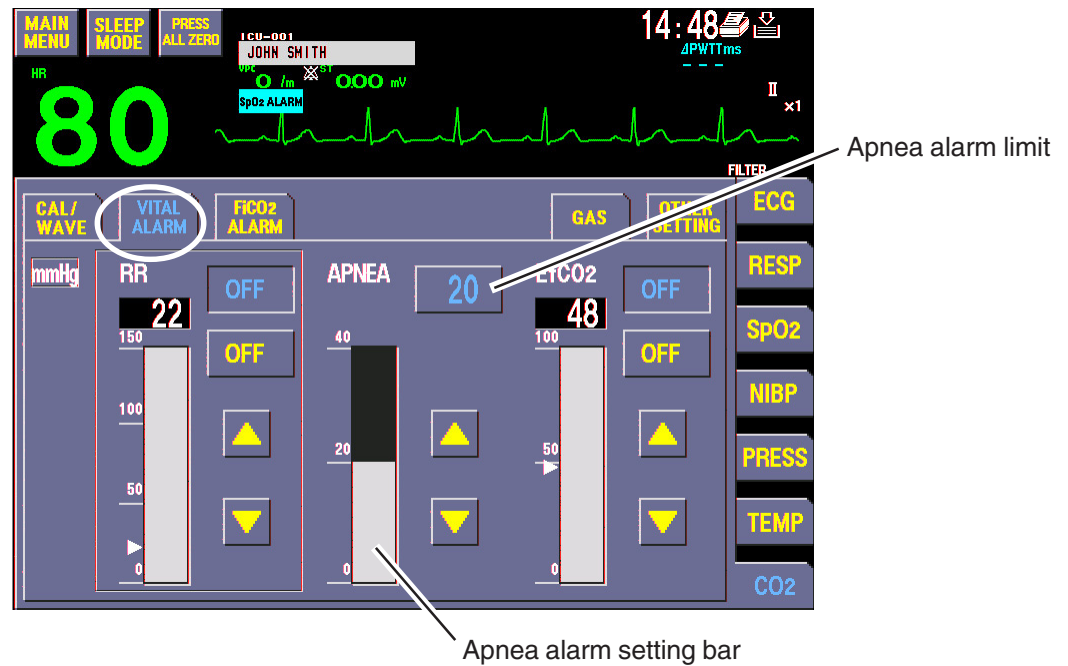 MAIN
MENU
SLEEP
MODE
PRESS
ALL ZERO
ICU-001
JOHN SMITH
14:48
ΔPWTTms
- - -
HR
80
VPC
0 /m
ST
0.00 mV
SpO2 ALARM
II
×1
Apnea alarm limit
FILTER
CAL/
WAVE
VITAL
ALARM
FiCO2
ALARM
GAS
OTHER
SETTING
ECG
RESP
SpO2
NIBP
PRESS
TEMP
CO2
mmHg
RR
22
OFF
OFF
150
100
50
0
APNEA
20
40
20
0
EtCO2
48
OFF
OFF
100
50
0
Apnea alarm setting bar